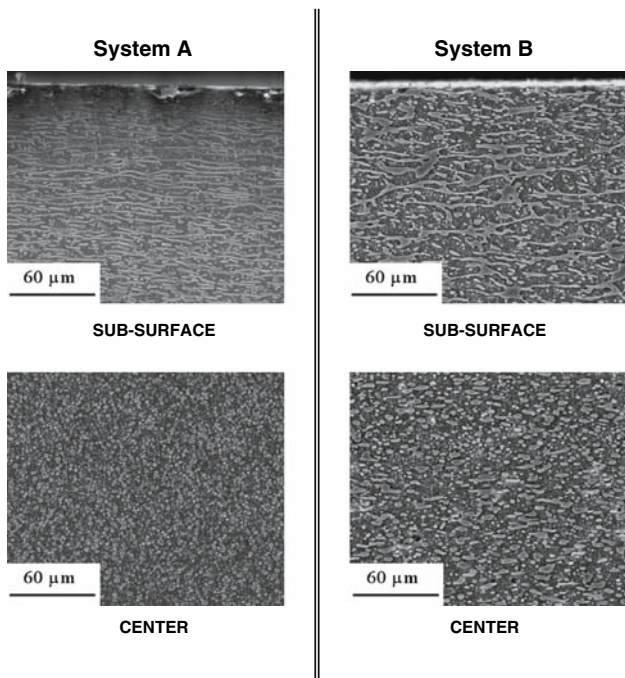 System A
System B
60 µm
60 µm
SUB-SURFACE
SUB-SURFACE
60 µm
60 µm
CENTER
CENTER